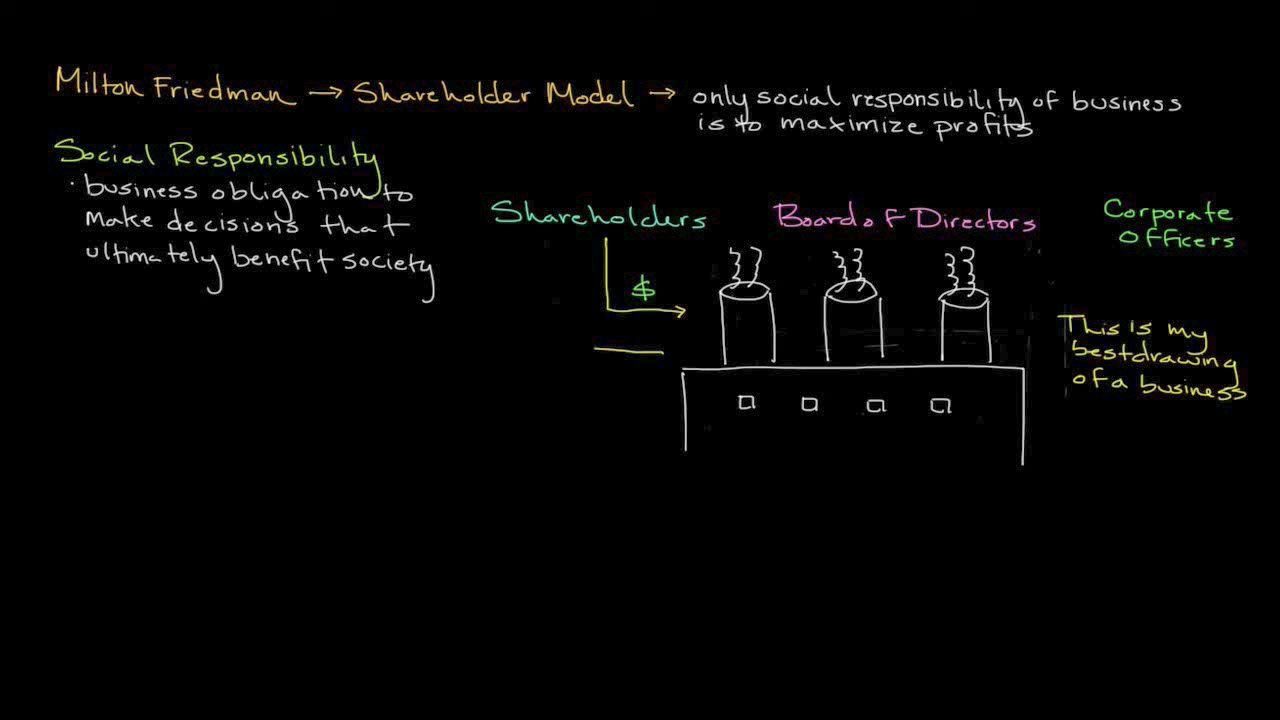 Milton Friedman → Shareholder Model → only social responsibility of business
is to maximize profits
Social Responsibility
· business obligation to
make decisions that
ultimately benefit society
Shareholders
$
Board of Directors
Corporate
Officers
This is my
best drawing
of a business